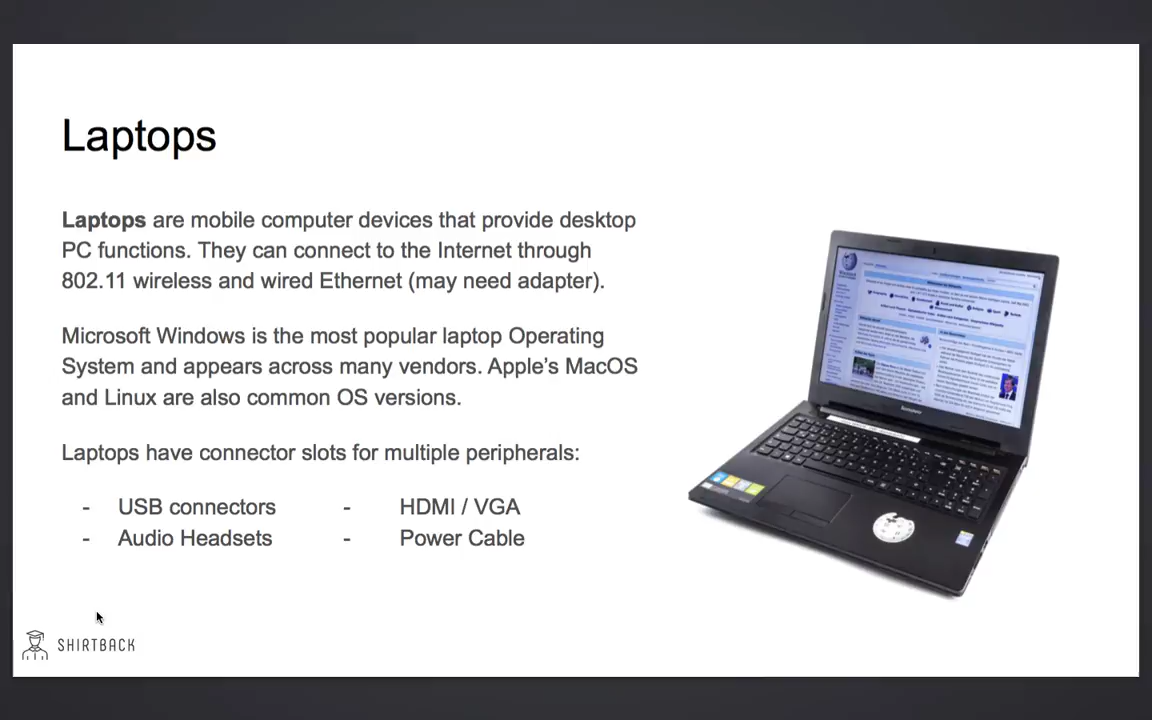 Laptops
Laptops are mobile computer devices that provide desktop
PC functions. They can connect to the Internet through
802.11 wireless and wired Ethernet (may need adapter).
Microsoft Windows is the most popular laptop Operating
System and appears across many vendors. Apple's MacOS
and Linux are also common OS versions.
Laptops have connector slots for multiple peripherals:
- USB connectors - HDMI / VGA
- Audio Headsets - Power Cable
SHIRTBACK